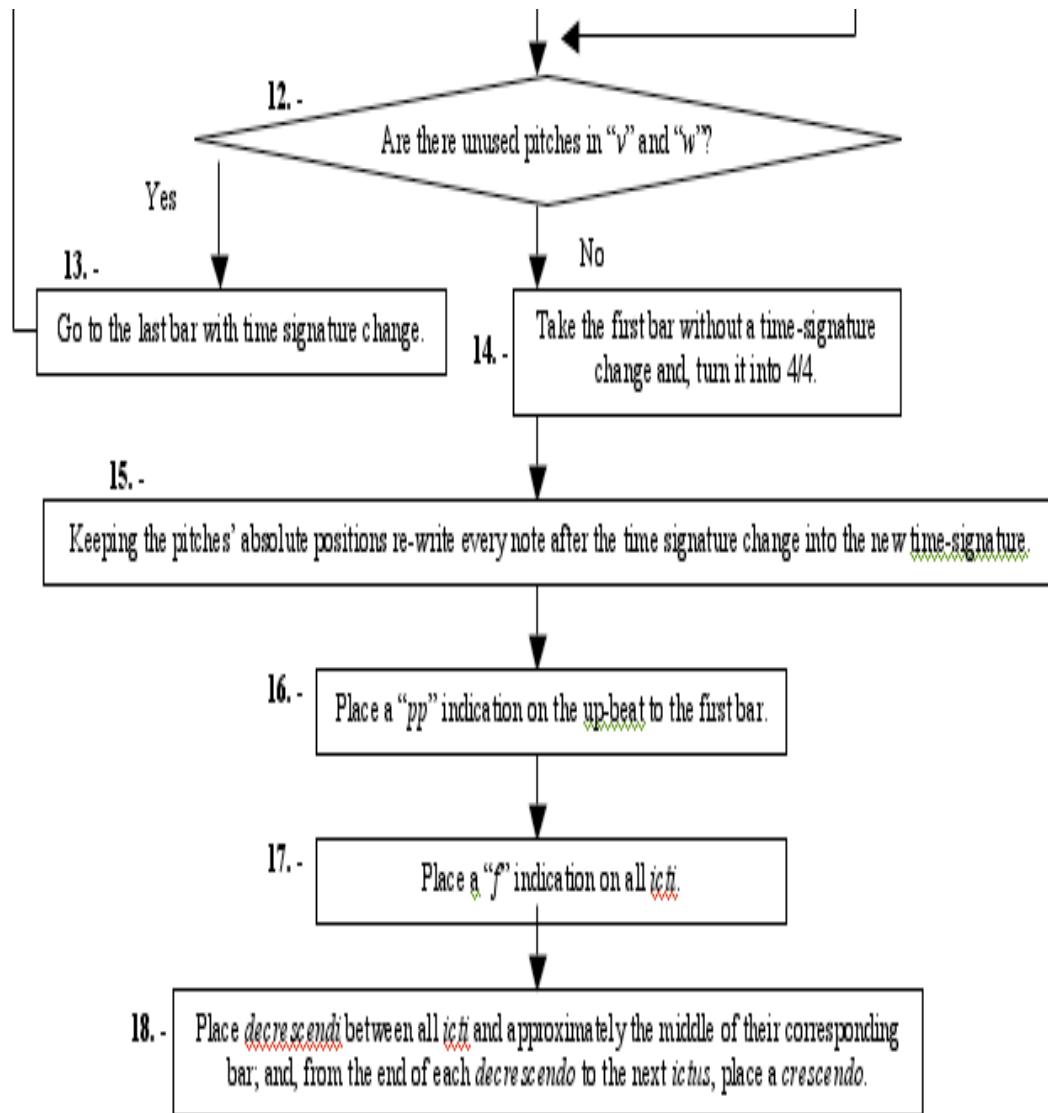 12. -
Are there unused pitches in “v” and “w”?
Yes
No
13. -
Go to the last bar with time signature change.
14. -
Take the first bar without a time-signature
change and, turn it into 4/4.
15. -
Keeping the pitches’ absolute positions re-write every note after the time signature change into the new time-signature.
16. -
Place a “pp” indication on the up-beat to the first bar.
17. -
Place a “f” indication on all icti.
18. -
Place decrescendi between all icti and approximately the middle of their corresponding
bar; and, from the end of each decrescendo to the next ictus, place a crescendo.